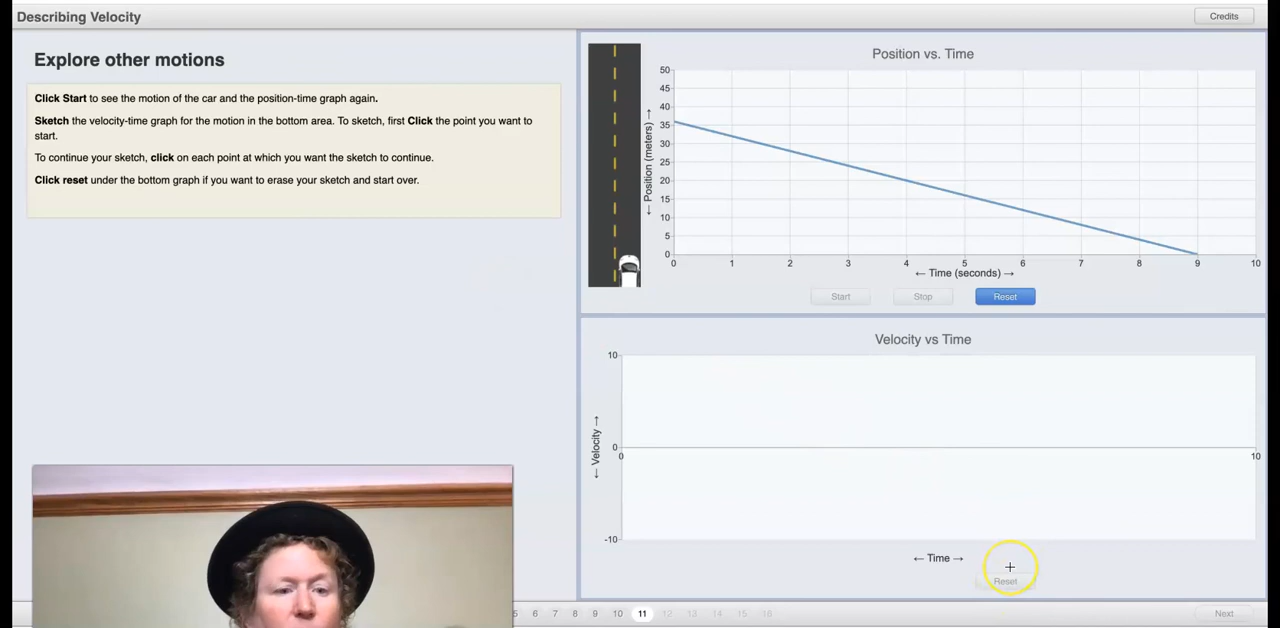 Describing Velocity
Credits
Explore other motions
Click Start to see the motion of the car and the position-time graph again.
Sketch the velocity-time graph for the motion in the bottom area. To sketch, first Click the point you want to
start.
To continue your sketch, click on each point at which you want the sketch to continue.
Click reset under the bottom graph if you want to erase your sketch and start over.
Position vs. Time
← Position (meters) →
50
45
40
35
30
25
20
15
10
5
0
0 1 2 3 4 5 6 7 8 9 10
← Time (seconds) →
Start Stop Reset
Velocity vs Time
← Velocity →
10
0
-10
0 10
← Time →
Reset
5 6 7 8 9 10 11 12 13 14 15 16
Next